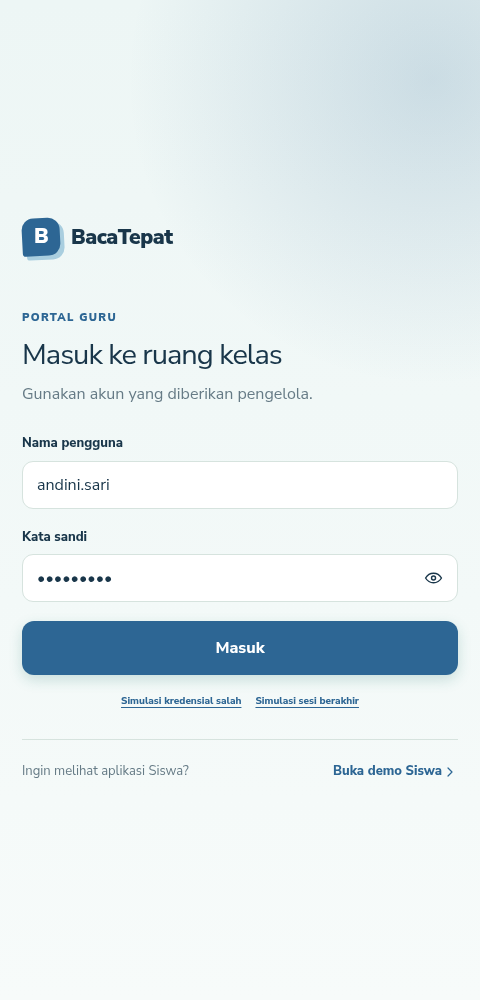 B
BacaTepat
PORTAL GURU
Masuk ke ruang kelas
Gunakan akun yang diberikan pengelola.
Nama pengguna
andini.sari
Kata sandi
•••••••••
Masuk
Simulasi kredensial salah Simulasi sesi berakhir
Ingin melihat aplikasi Siswa? Buka demo Siswa